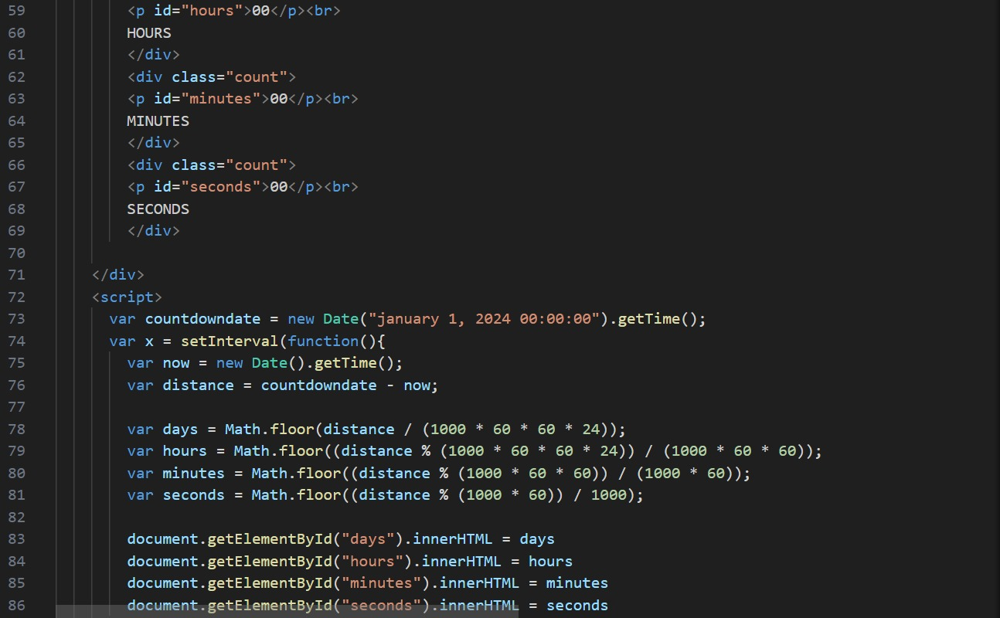 59 <p id="hours">00</p><br>
60 HOURS
61 </div>
62 <div class="count">
63 <p id="minutes">00</p><br>
64 MINUTES
65 </div>
66 <div class="count">
67 <p id="seconds">00</p><br>
68 SECONDS
69 </div>
70
71 </div>
72 <script>
73 var countdowndate = new Date("january 1, 2024 00:00:00").getTime();
74 var x = setInterval(function(){
75 var now = new Date().getTime();
76 var distance = countdowndate - now;
77
78 var days = Math.floor(distance / (1000 * 60 * 60 * 24));
79 var hours = Math.floor((distance % (1000 * 60 * 60 * 24)) / (1000 * 60 * 60));
80 var minutes = Math.floor((distance % (1000 * 60 * 60)) / (1000 * 60));
81 var seconds = Math.floor((distance % (1000 * 60)) / 1000);
82
83 document.getElementById("days").innerHTML = days
84 document.getElementById("hours").innerHTML = hours
85 document.getElementById("minutes").innerHTML = minutes
86 document.getElementById("seconds").innerHTML = seconds